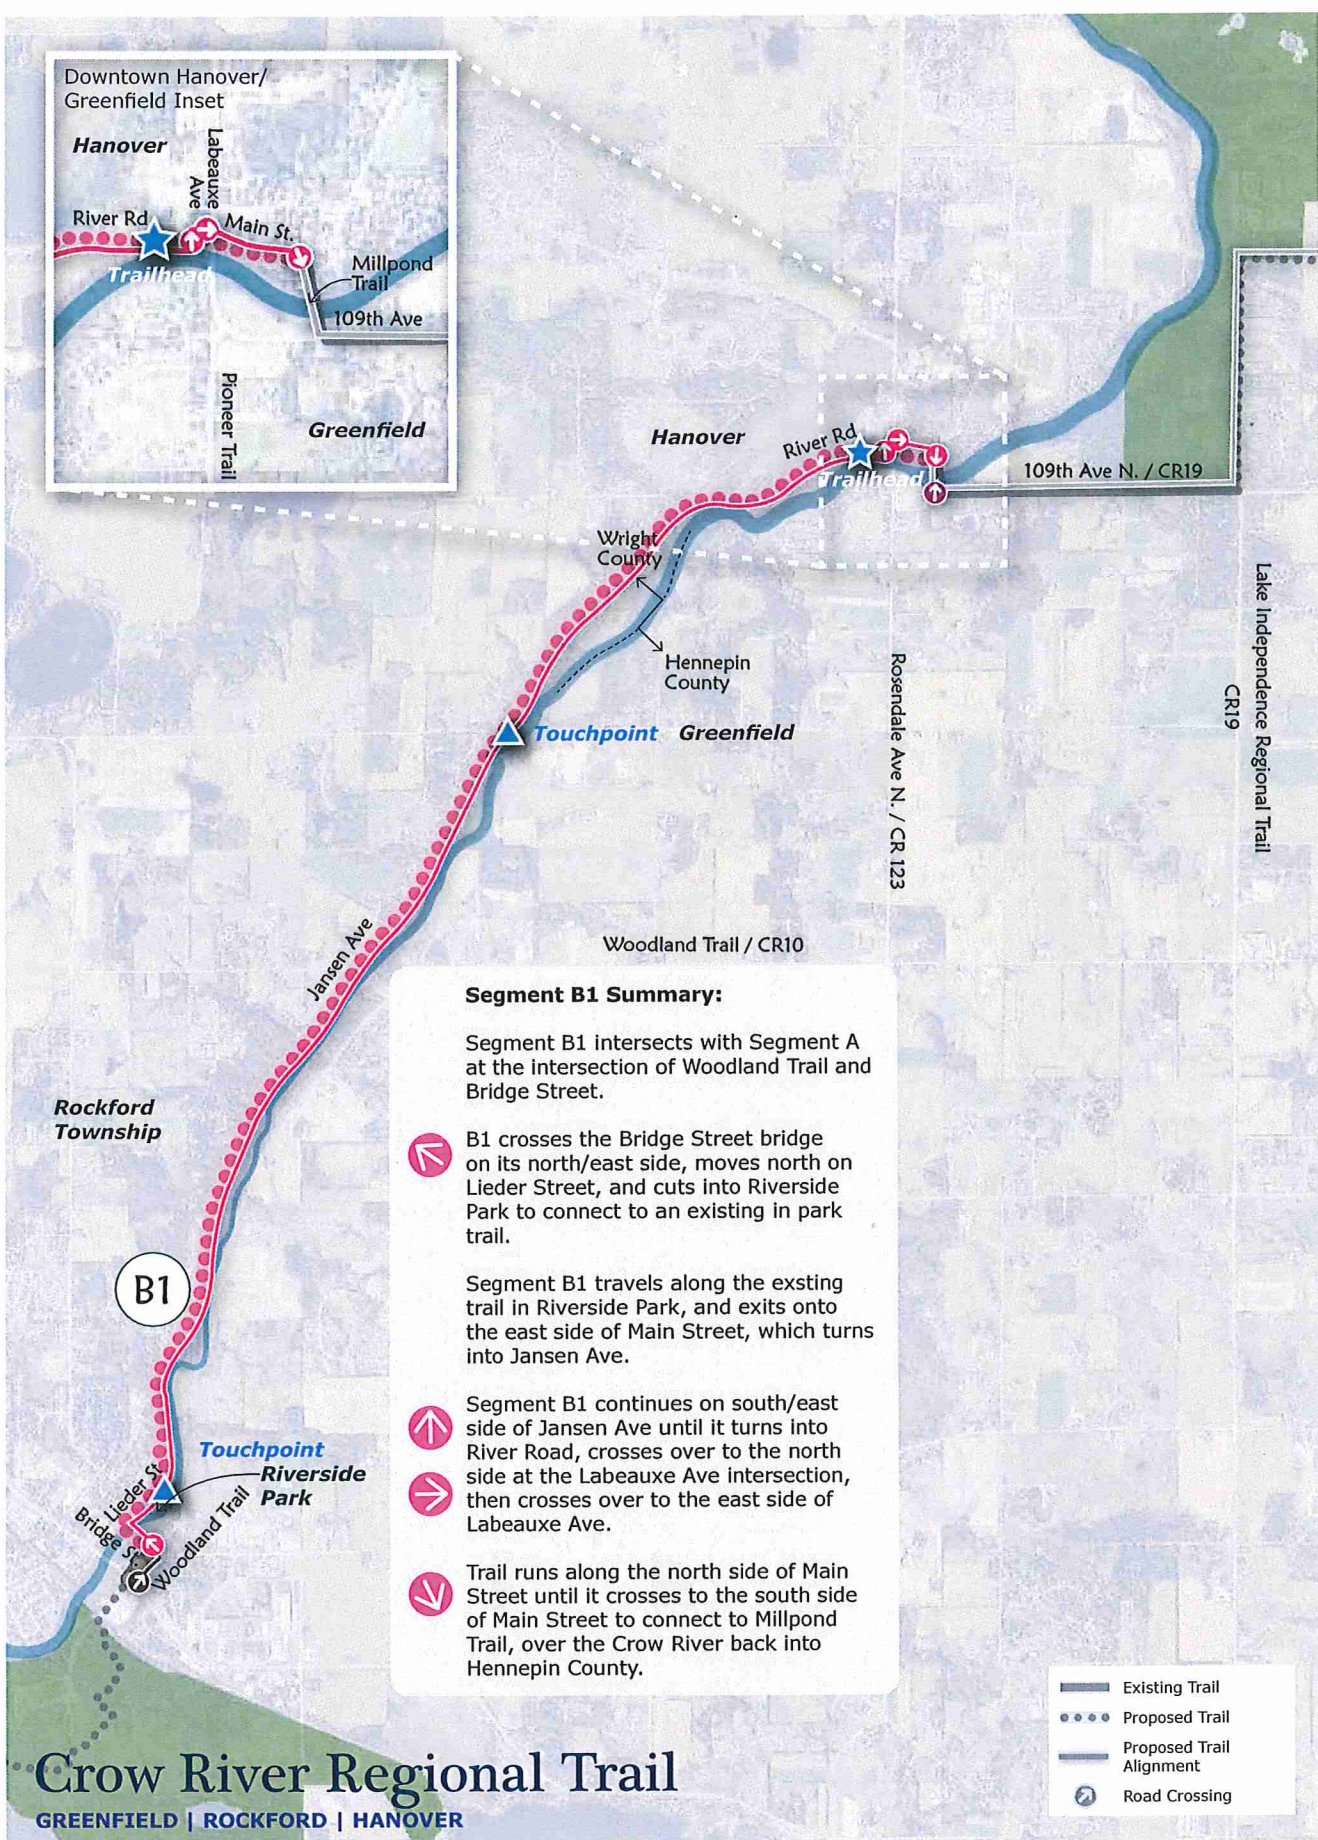 Downtown Hanover/
Greenfield Inset
Hanover
Labeauxe
Ave
River Rd
Main St.
Trailhead
Millpond
Trail
109th Ave
Pioneer Trail
Greenfield
Hanover
River Rd
Trailhead
109th Ave N. / CR19
Wright
County
Hennepin
County
Lake Independence Regional Trail
CR19
Rosendale Ave N. / CR 123
Touchpoint
Greenfield
Jansen Ave
Woodland Trail / CR10
Rockford
Township
B1
Touchpoint
Riverside
Park
Lieder St
Bridge St
Woodland Trail
Segment B1 Summary:
Segment B1 intersects with Segment A
at the intersection of Woodland Trail and
Bridge Street.
B1 crosses the Bridge Street bridge
on its north/east side, moves north on
Lieder Street, and cuts into Riverside
Park to connect to an existing in park
trail.
Segment B1 travels along the exsting
trail in Riverside Park, and exits onto
the east side of Main Street, which turns
into Jansen Ave.
Segment B1 continues on south/east
side of Jansen Ave until it turns into
River Road, crosses over to the north
side at the Labeauxe Ave intersection,
then crosses over to the east side of
Labeauxe Ave.
Trail runs along the north side of Main
Street until it crosses to the south side
of Main Street to connect to Millpond
Trail, over the Crow River back into
Hennepin County.
Existing Trail
Proposed Trail
Proposed Trail
Alignment
Road Crossing
Crow River Regional Trail
GREENFIELD | ROCKFORD | HANOVER